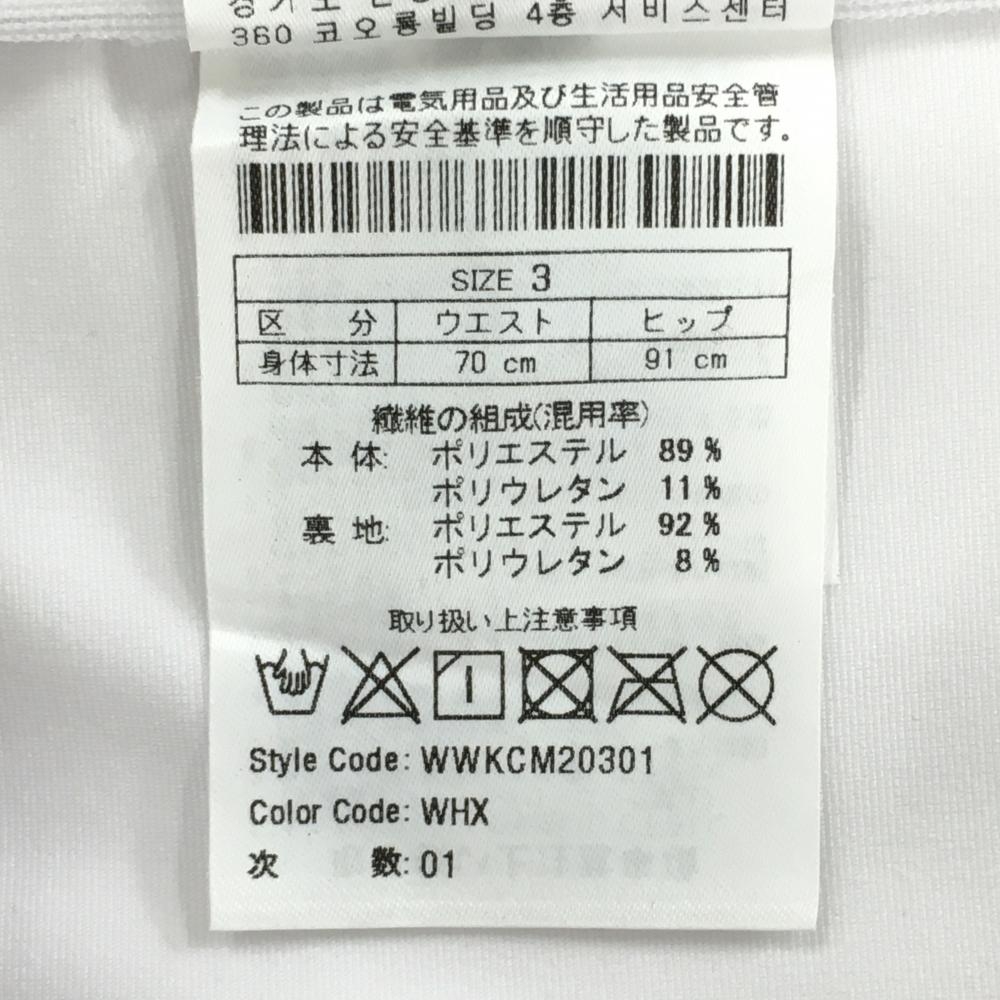 360 코오롱빌딩 4층 서비스센터
この製品は電気用品及び生活用品安全管
理法による安全基準を順守した製品です。
SIZE 3
区 分 ウエスト ヒップ
身体寸法 70 cm 91 cm
繊維の組成(混用率)
本 体: ポリエステル 89 %
ポリウレタン 11 %
裏 地: ポリエステル 92 %
ポリウレタン 8 %
取り扱い上注意事項
Style Code: WWKCM20301
Color Code: WHX
次 数: 01